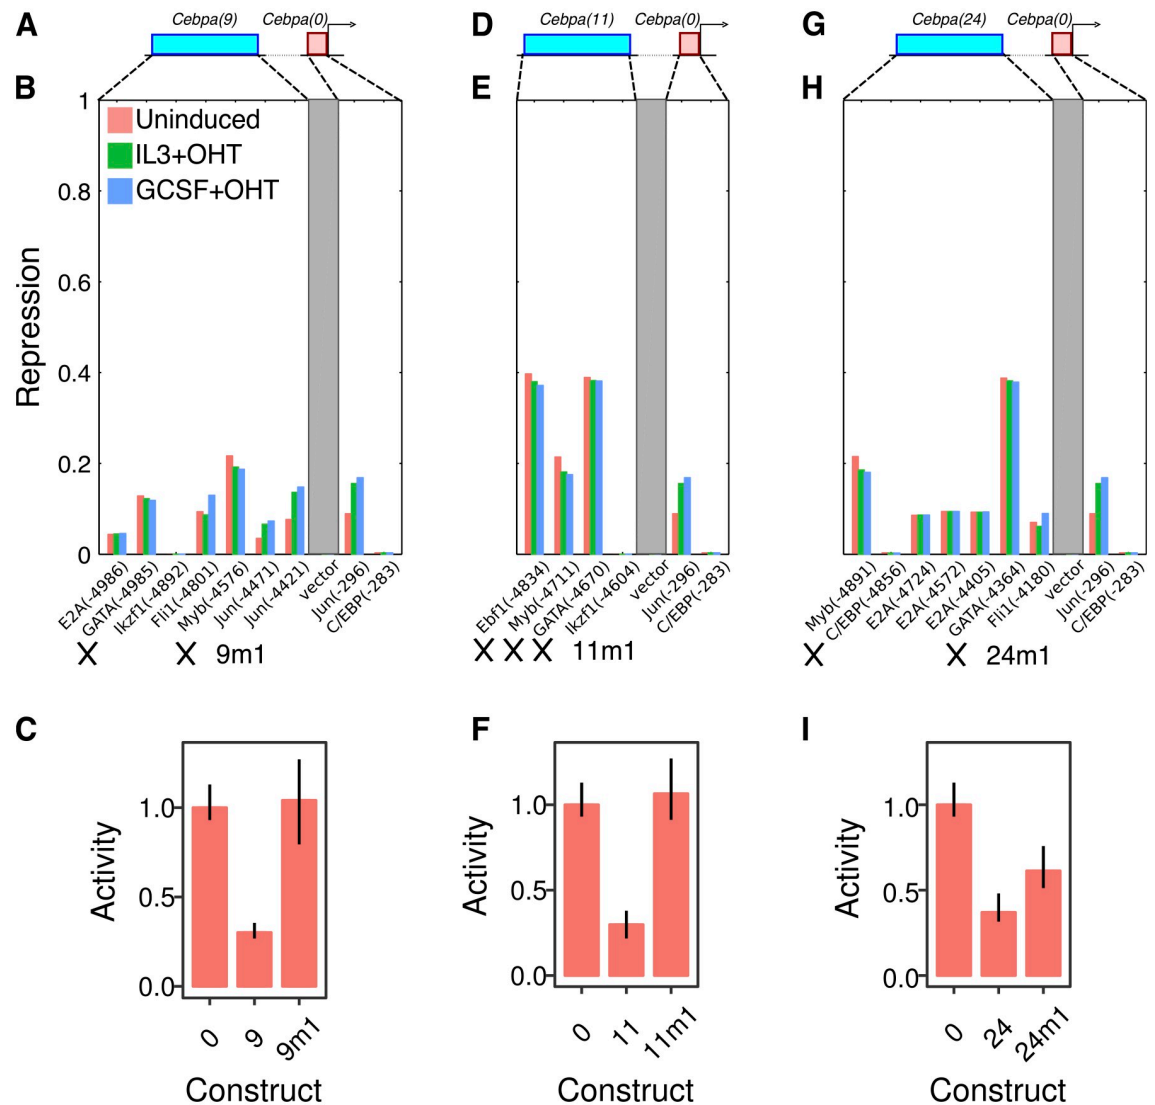 A
Cebpa(9) Cebpa(0)
D
Cebpa(11) Cebpa(0)
G
Cebpa(24) Cebpa(0)
B
Repression
1
0.8
0.6
0.4
0.2
0
Uninduced
IL3+OHT
GCSF+OHT
E2A(-4986)
GATA(-4985)
Ikzf1(-4892)
Fli1(-4801)
Myb(-4576)
Jun(-4471)
Jun(-4421)
vector
Jun(-296)
C/EBP(-283)
X X 9m1
E
Ebf1(-4834)
Myb(-4711)
GATA(-4670)
Ikzf1(-4604)
vector
Jun(-296)
C/EBP(-283)
X X X 11m1
H
Myb(-4891)
C/EBP(-4856)
E2A(-4724)
E2A(-4572)
E2A(-4405)
GATA(-4364)
Fli1(-4180)
vector
Jun(-296)
C/EBP(-283)
X X 24m1
C
Activity
1.0
0.5
0.0
0 9 9m1
Construct
F
Activity
1.0
0.5
0.0
0 11 11m1
Construct
I
Activity
1.0
0.5
0.0
0 24 24m1
Construct